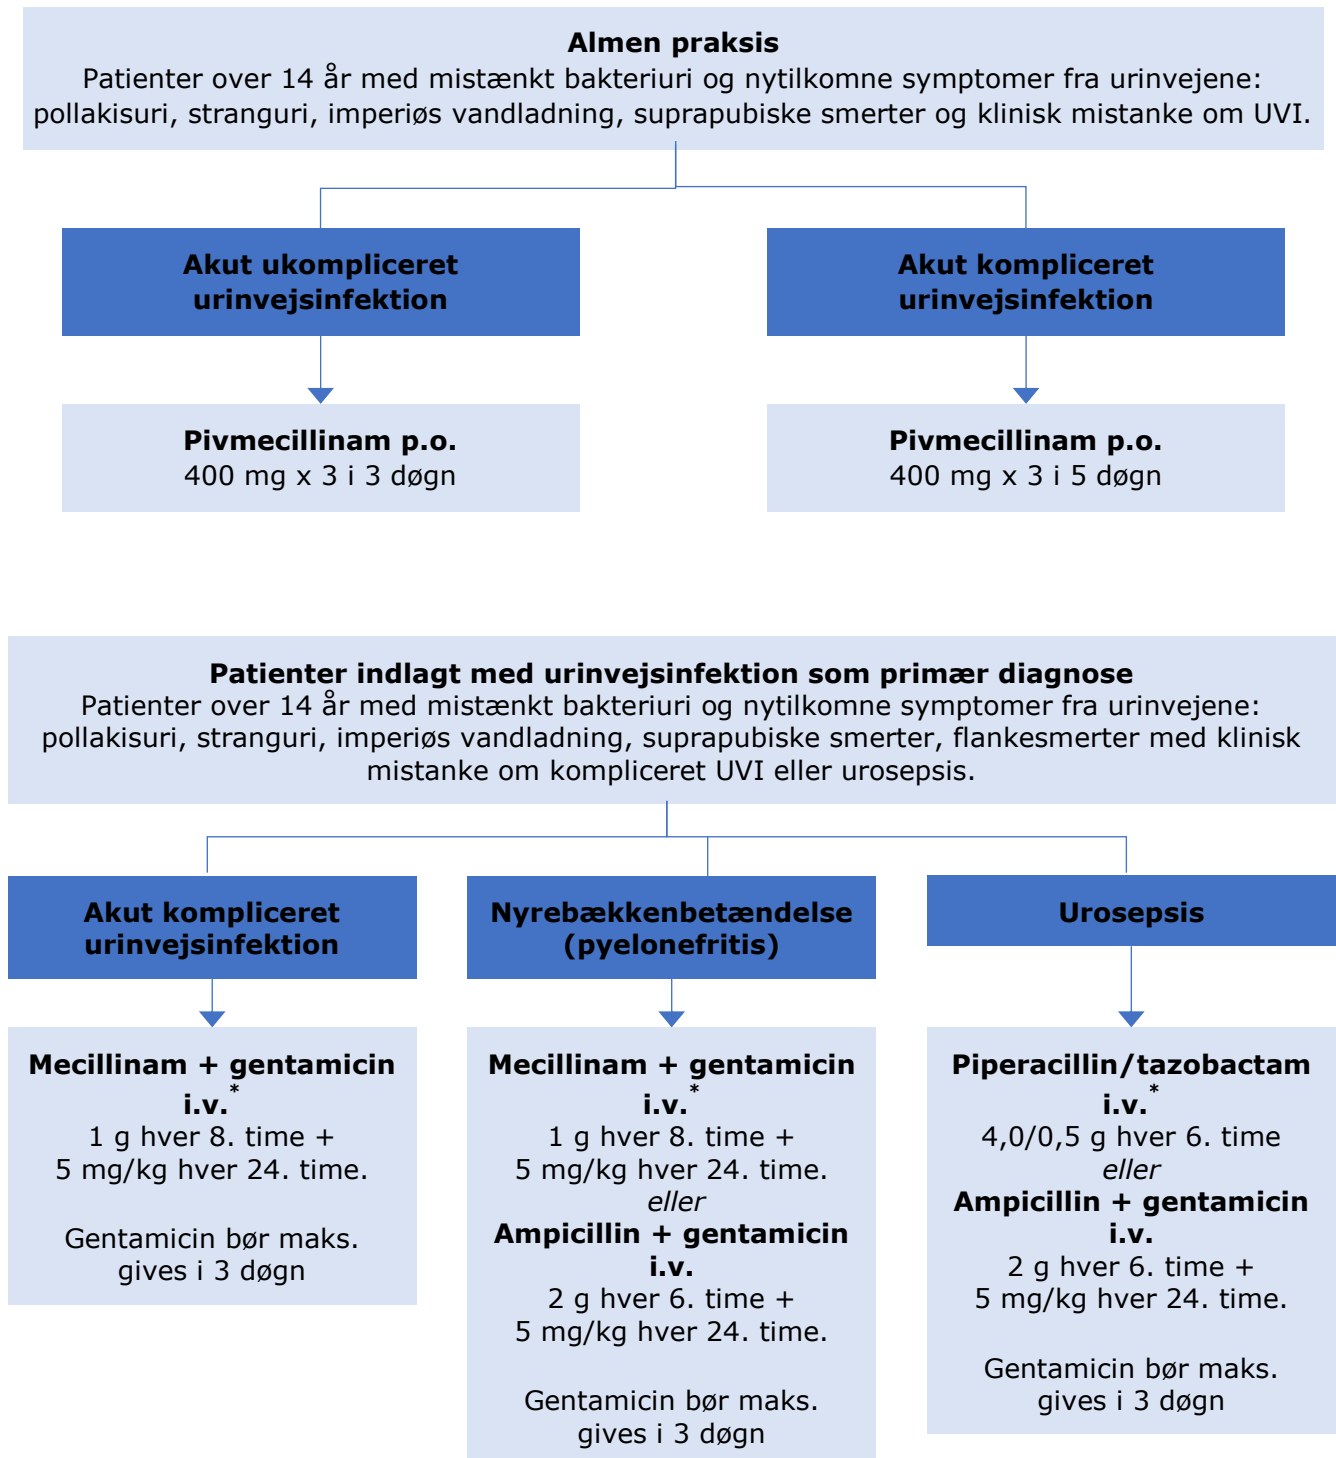 Almen praksis
Patienter over 14 år med mistænkt bakteriuri og nytilkomne symptomer fra urinvejene:
pollakisuri, stranguri, imperiøs vandladning, suprapubiske smerter og klinisk mistanke om UVI.
Akut ukompliceret
urinvejsinfektion
Pivmecillinam p.o.
400 mg x 3 i 3 døgn
Akut kompliceret
urinvejsinfektion
Pivmecillinam p.o.
400 mg x 3 i 5 døgn
Patienter indlagt med urinvejsinfektion som primær diagnose
Patienter over 14 år med mistænkt bakteriuri og nytilkomne symptomer fra urinvejene:
pollakisuri, stranguri, imperiøs vandladning, suprapubiske smerter, flankesmerter med klinisk
mistanke om kompliceret UVI eller urosepsis.
Akut kompliceret
urinvejsinfektion
Mecillinam + gentamicin
i.v.*
1 g hver 8. time +
5 mg/kg hver 24. time.
Gentamicin bør maks.
gives i 3 døgn
Nyrebækkenbetændelse
(pyelonefritis)
Mecillinam + gentamicin
i.v.*
1 g hver 8. time +
5 mg/kg hver 24. time.
eller
Ampicillin + gentamicin
i.v.
2 g hver 6. time +
5 mg/kg hver 24. time.
Gentamicin bør maks.
gives i 3 døgn
Urosepsis
Piperacillin/tazobactam
i.v.*
4,0/0,5 g hver 6. time
eller
Ampicillin + gentamicin
i.v.
2 g hver 6. time +
5 mg/kg hver 24. time.
Gentamicin bør maks.
gives i 3 døgn